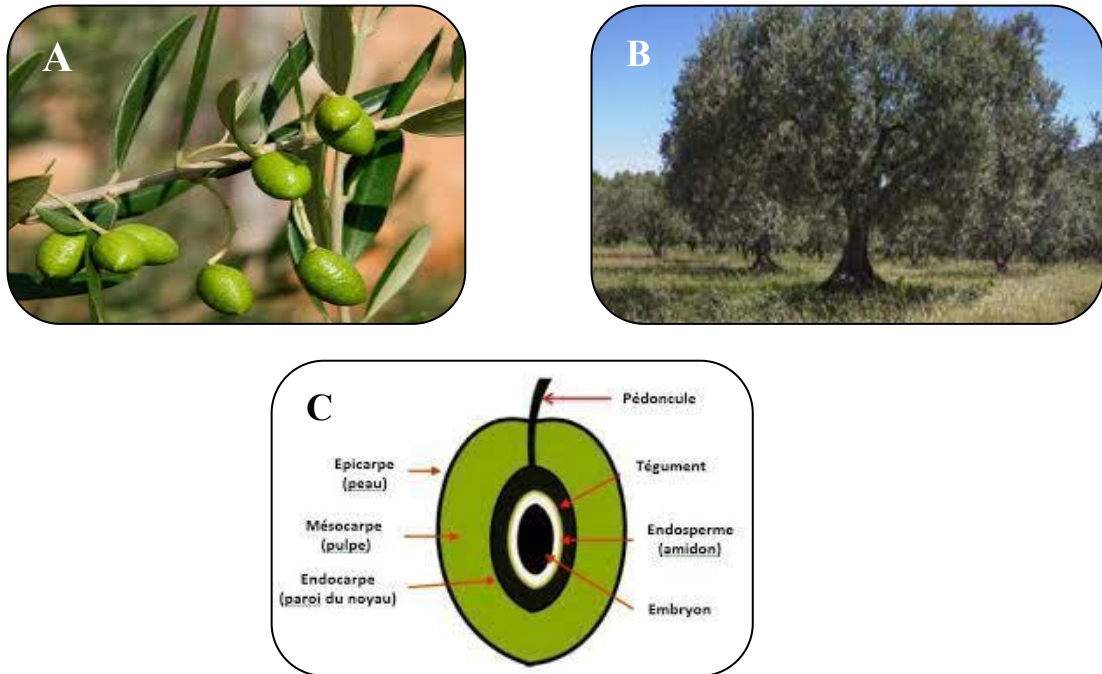 A
B
C
Pédoncule
Epicarpe
(peau)
Tégument
Mésocarpe
(pulpe)
Endosperme
(amidon)
Endocarpe
(paroi du noyau)
Embryon